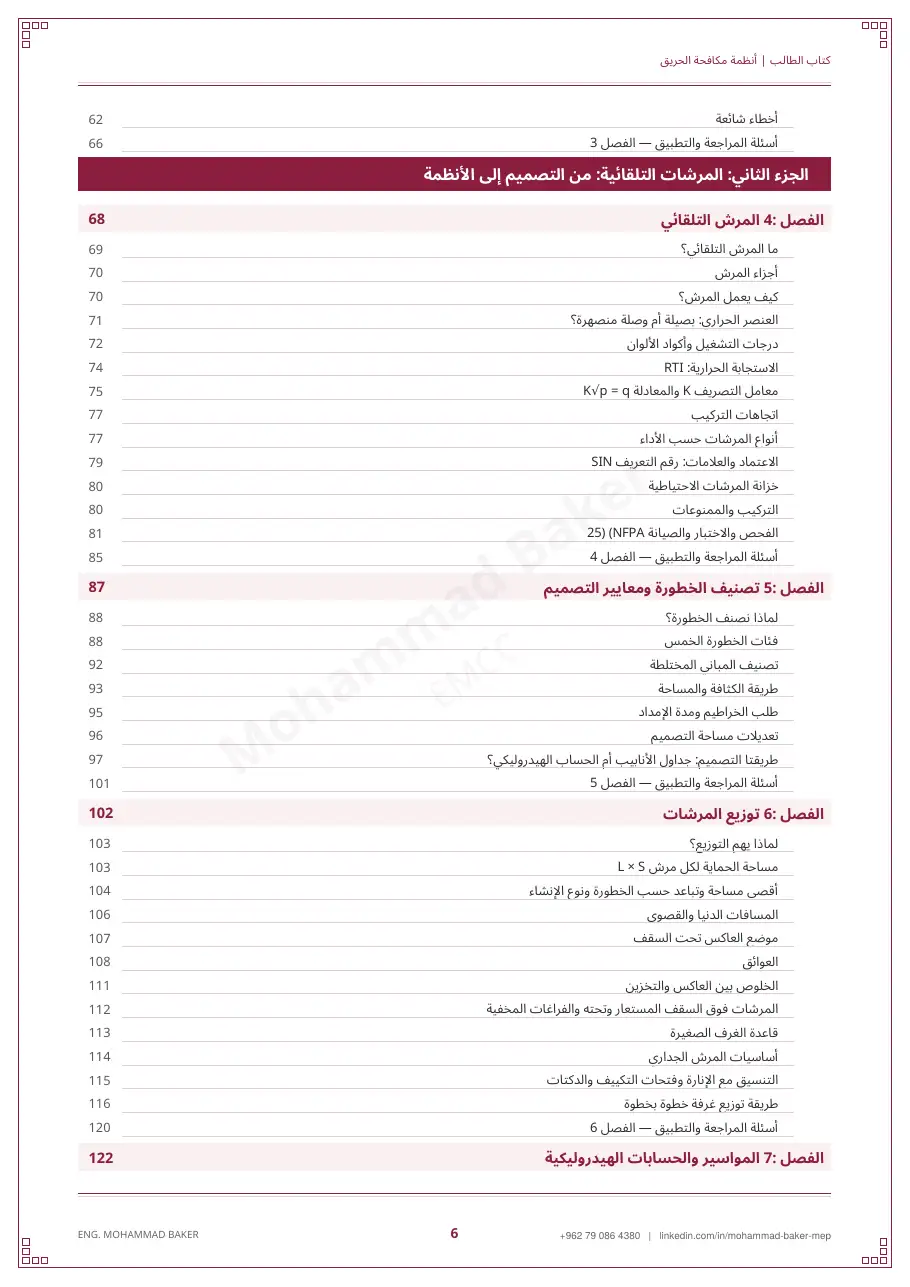 كتاب الطالب | أنظمة مكافحة الحريق
أخطاء شائعة 62
أسئلة المراجعة والتطبيق — الفصل 3 66
الجزء الثاني: المرشات التلقائية: من التصميم إلى الأنظمة
الفصل :4 المرش التلقائي 68
ما المرش التلقائي؟ 69
أجزاء المرش 70
كيف يعمل المرش؟ 70
العنصر الحراري: بصيلة أم وصلة منصهرة؟ 71
درجات التشغيل وأكواد الألوان 72
الاستجابة الحرارية: RTI 74
معامل التصريف K والمعادلة K√p = q 75
اتجاهات التركيب 77
أنواع المرشات حسب الأداء 77
الاعتماد والعلامات: رقم التعريف SIN 79
خزانة المرشات الاحتياطية 80
التركيب والممنوعات 80
الفحص والاختبار والصيانة NFPA) (25 81
أسئلة المراجعة والتطبيق — الفصل 4 85
الفصل :5 تصنيف الخطورة ومعايير التصميم 87
لماذا نصنف الخطورة؟ 88
فئات الخطورة الخمس 88
تصنيف المباني المختلطة 92
طريقة الكثافة والمساحة 93
طلب الخراطيم ومدة الإمداد 95
تعديلات مساحة التصميم 96
طريقتا التصميم: جداول الأنابيب أم الحساب الهيدروليكي؟ 97
أسئلة المراجعة والتطبيق — الفصل 5 101
الفصل :6 توزيع المرشات 102
لماذا يهم التوزيع؟ 103
مساحة الحماية لكل مرش L × S 103
أقصى مساحة وتباعد حسب الخطورة ونوع الإنشاء 104
المسافات الدنيا والقصوى 106
موضع العاكس تحت السقف 107
العوائق 108
الخلوص بين العاكس والتخزين 111
المرشات فوق السقف المستعار وتحته والفراغات المخفية 112
قاعدة الغرف الصغيرة 113
أساسيات المرش الجداري 114
التنسيق مع الإنارة وفتحات التكييف والدكتات 115
طريقة توزيع غرفة خطوة بخطوة 116
أسئلة المراجعة والتطبيق — الفصل 6 120
الفصل :7 المواسير والحسابات الهيدروليكية 122
Mohammad Baker
EMCC
ENG. MOHAMMAD BAKER 6 +962 79 086 4380 | linkedin.com/in/mohammad-baker-mep